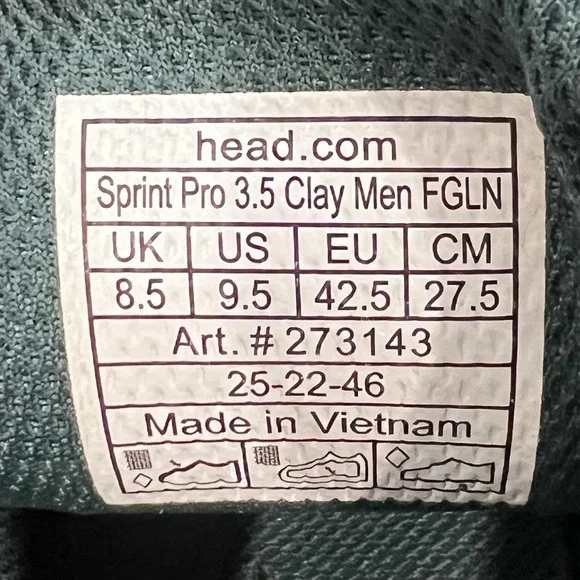 head.com
Sprint Pro 3.5 Clay Men FGLN
UK US EU CM
8.5 9.5 42.5 27.5
Art. # 273143
25-22-46
Made in Vietnam